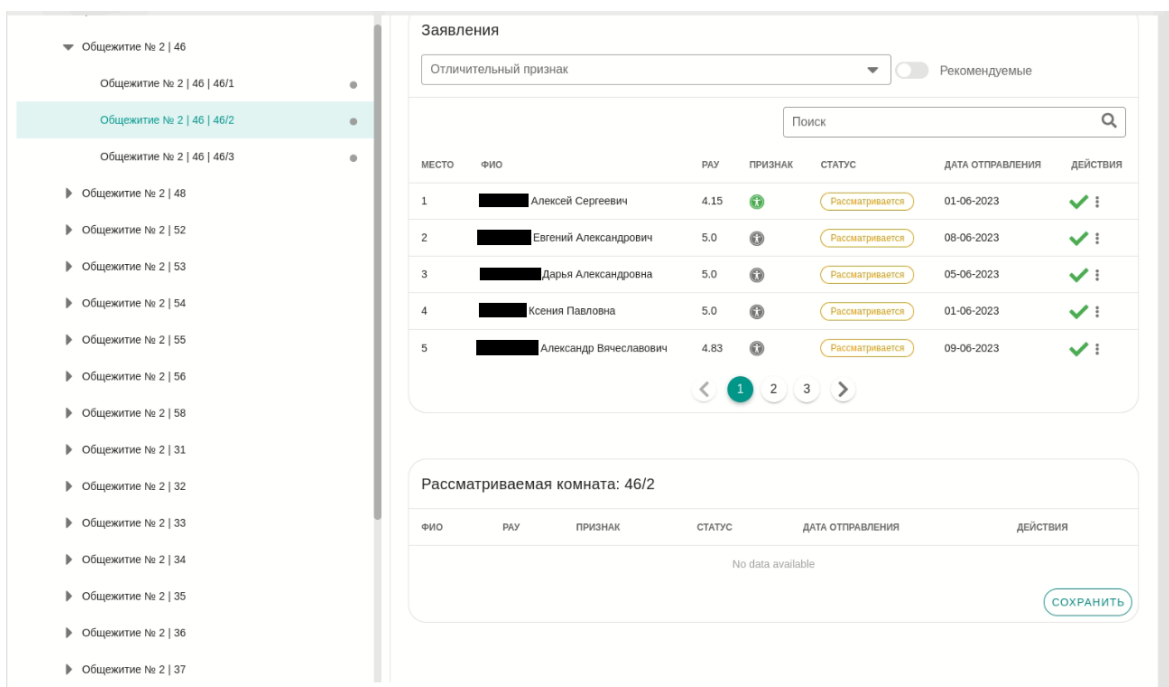 Общежитие № 2 | 46
Общежитие № 2 | 46 | 46/1
Общежитие № 2 | 46 | 46/2
Общежитие № 2 | 46 | 46/3
Общежитие № 2 | 48
Общежитие № 2 | 52
Общежитие № 2 | 53
Общежитие № 2 | 54
Общежитие № 2 | 55
Общежитие № 2 | 56
Общежитие № 2 | 58
Общежитие № 2 | 31
Общежитие № 2 | 32
Общежитие № 2 | 33
Общежитие № 2 | 34
Общежитие № 2 | 35
Общежитие № 2 | 36
Общежитие № 2 | 37
Заявления
Отличительный признак Рекомендуемые
Поиск
МЕСТО ФИО РАУ ПРИЗНАК СТАТУС ДАТА ОТПРАВЛЕНИЯ ДЕЙСТВИЯ
1 Алексей Сергеевич 4.15 Рассматривается 01-06-2023
2 Евгений Александрович 5.0 Рассматривается 08-06-2023
3 Дарья Александровна 5.0 Рассматривается 05-06-2023
4 Ксения Павловна 5.0 Рассматривается 01-06-2023
5 Александр Вячеславович 4.83 Рассматривается 09-06-2023
1 2 3
Рассматриваемая комната: 46/2
ФИО РАУ ПРИЗНАК СТАТУС ДАТА ОТПРАВЛЕНИЯ ДЕЙСТВИЯ
No data available
СОХРАНИТЬ